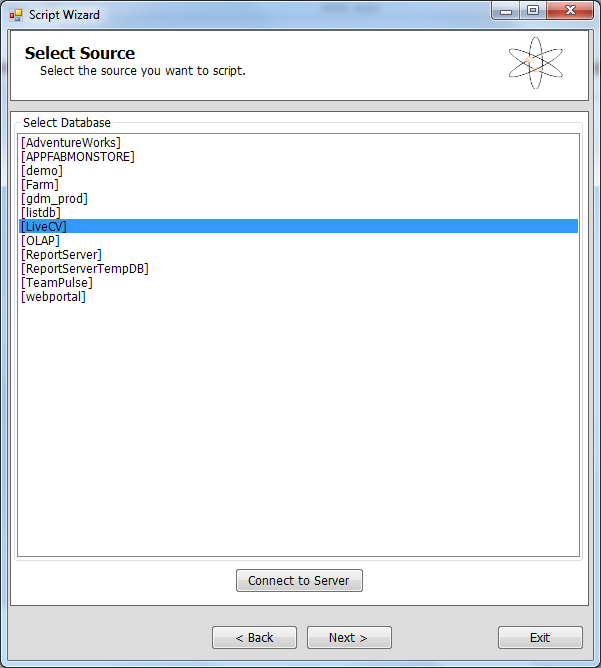 Script Wizard
Select Source
Select the source you want to script.
Select Database
[AdventureWorks]
[APPFABMONSTORE]
[demo]
[Farm]
[gdm_prod]
[listdb]
[LiveCV]
[OLAP]
[ReportServer]
[ReportServerTempDB]
[TeamPulse]
[webportal]
Connect to Server
< Back
Next >
Exit